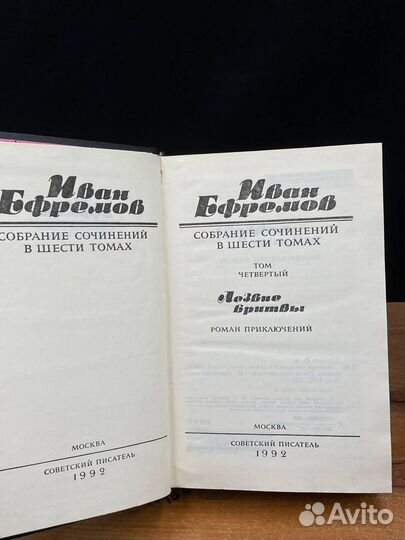 Иван
Ефремов
СОБРАНИЕ СОЧИНЕНИЙ
В ШЕСТИ ТОМАХ
МОСКВА
СОВЕТСКИЙ ПИСАТЕЛЬ
1992
Иван
Ефремов
СОБРАНИЕ СОЧИНЕНИЙ
В ШЕСТИ ТОМАХ
ТОМ
ЧЕТВЕРТЫЙ
Лезвие
бритвы
РОМАН ПРИКЛЮЧЕНИЙ
МОСКВА
СОВЕТСКИЙ ПИСАТЕЛЬ
1992
Avito